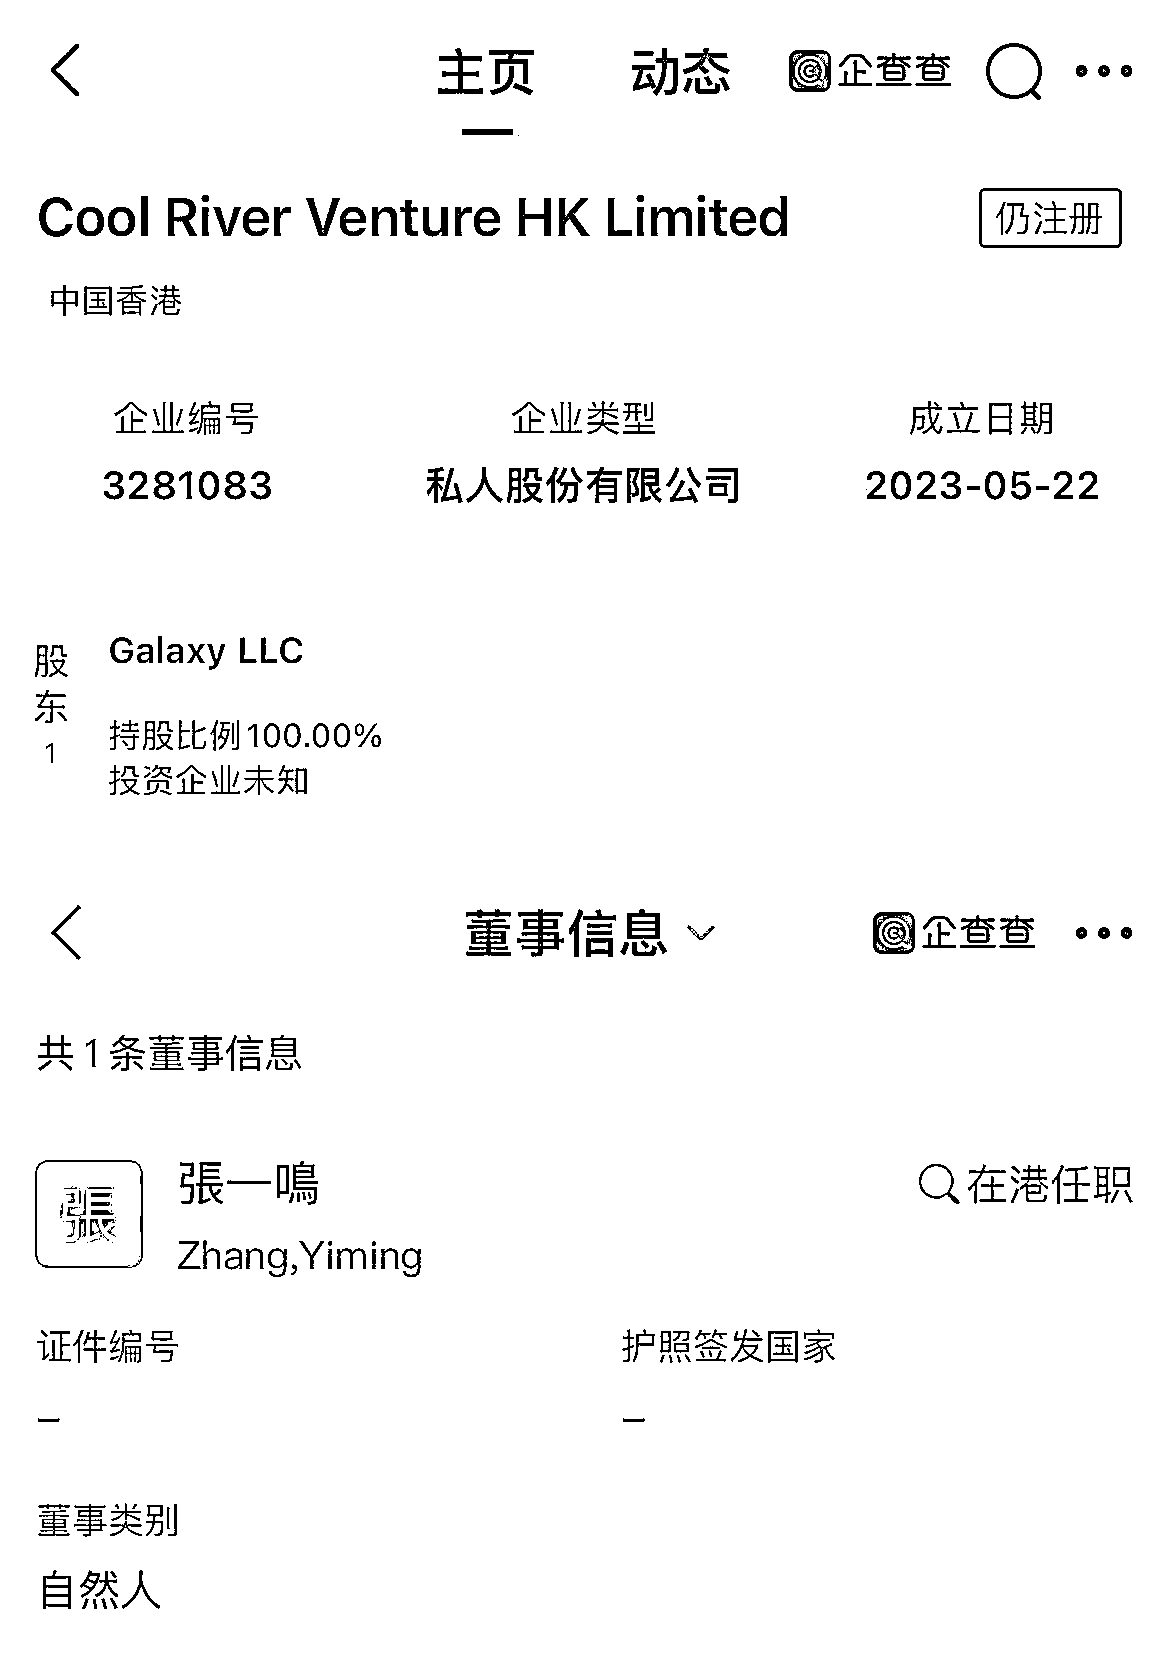 主页 动态 企查查
Cool River Venture HK Limited 仍注册
中国香港
企业编号 企业类型 成立日期
3281083 私人股份有限公司 2023-05-22
股东1
Galaxy LLC
持股比例100.00%
投资企业未知
董事信息 企查查
共1条董事信息
張 張一鳴 在港任职
Zhang,Yiming
证件编号 护照签发国家
– –
董事类别
自然人